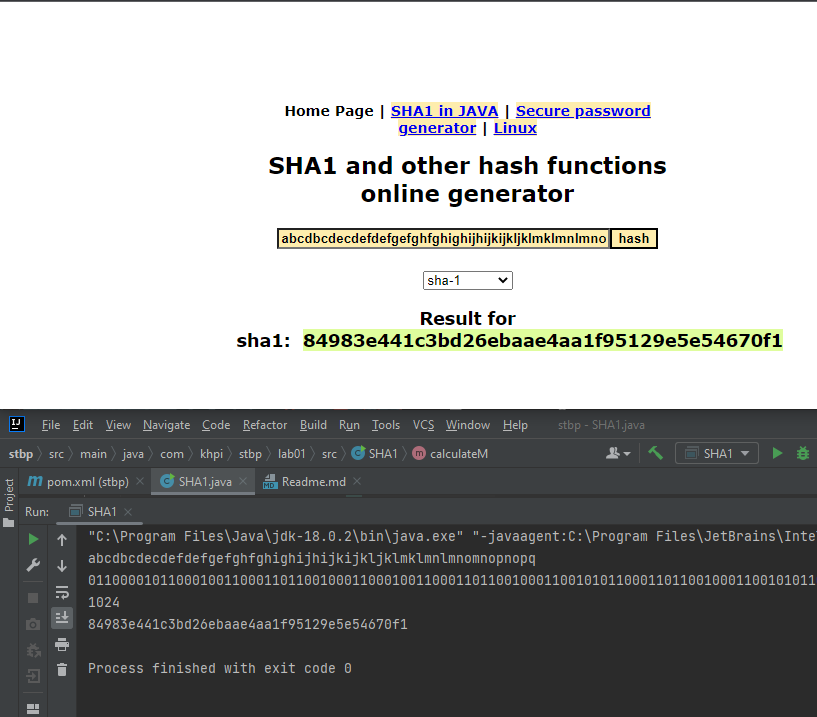 Home Page | SHA1 in JAVA | Secure password
generator | Linux
SHA1 and other hash functions
online generator
abcdbcdecdefdefgefghfghighijhijkijkljklmklmnlmno hash
sha-1
Result for
sha1: 84983e441c3bd26ebaae4aa1f95129e5e54670f1
IJ File Edit View Navigate Code Refactor Build Run Tools VCS Window Help stbp - SHA1.java
stbp src main java com khpi stbp lab01 src SHA1 calculateM SHA1
Project
pom.xml (stbp) SHA1.java Readme.md
Run: SHA1
"C:\Program Files\Java\jdk-18.0.2\bin\java.exe" "-javaagent:C:\Program Files\JetBrains\Inte
abcdbcdecdefdefgefghfghighijhijkijkljklmklmnlmnomnopnopq
0110000101100010011000110110010001100010011000110110010001100101011000110110010001100101011
1024
84983e441c3bd26ebaae4aa1f95129e5e54670f1
Process finished with exit code 0